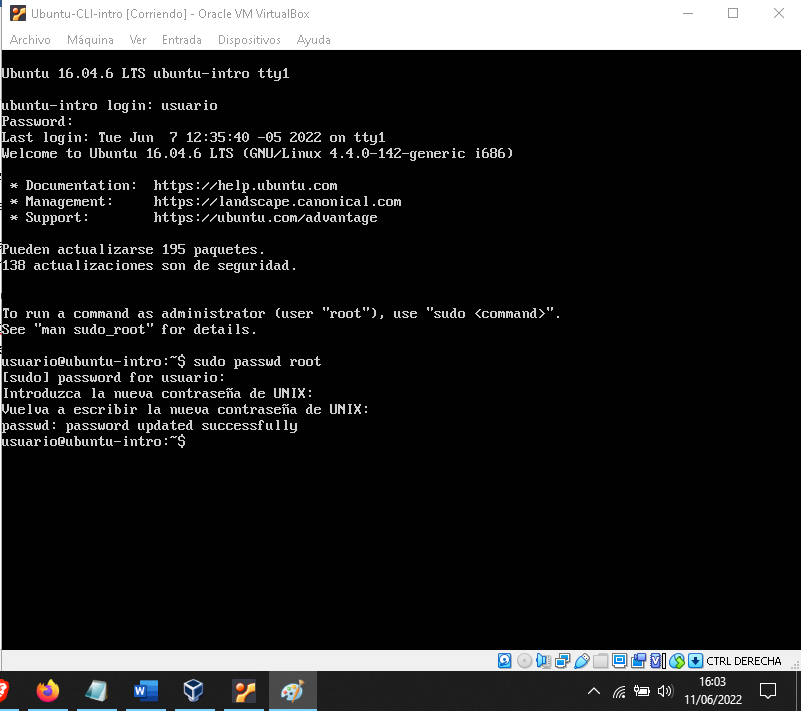 Ubuntu-CLI-intro [Corriendo] - Oracle VM VirtualBox
Archivo Máquina Ver Entrada Dispositivos Ayuda
Ubuntu 16.04.6 LTS ubuntu-intro tty1
ubuntu-intro login: usuario
Password:
Last login: Tue Jun  7 12:35:40 -05 2022 on tty1
Welcome to Ubuntu 16.04.6 LTS (GNU/Linux 4.4.0-142-generic i686)
* Documentation:  https://help.ubuntu.com
* Management:     https://landscape.canonical.com
* Support:        https://ubuntu.com/advantage
Pueden actualizarse 195 paquetes.
138 actualizaciones son de seguridad.
To run a command as administrator (user "root"), use "sudo <command>".
See "man sudo_root" for details.
usuario@ubuntu-intro:~$ sudo passwd root
[sudo] password for usuario:
Introduzca la nueva contraseña de UNIX:
Vuelva a escribir la nueva contraseña de UNIX:
passwd: password updated successfully
usuario@ubuntu-intro:~$
CTRL DERECHA
16:03
11/06/2022